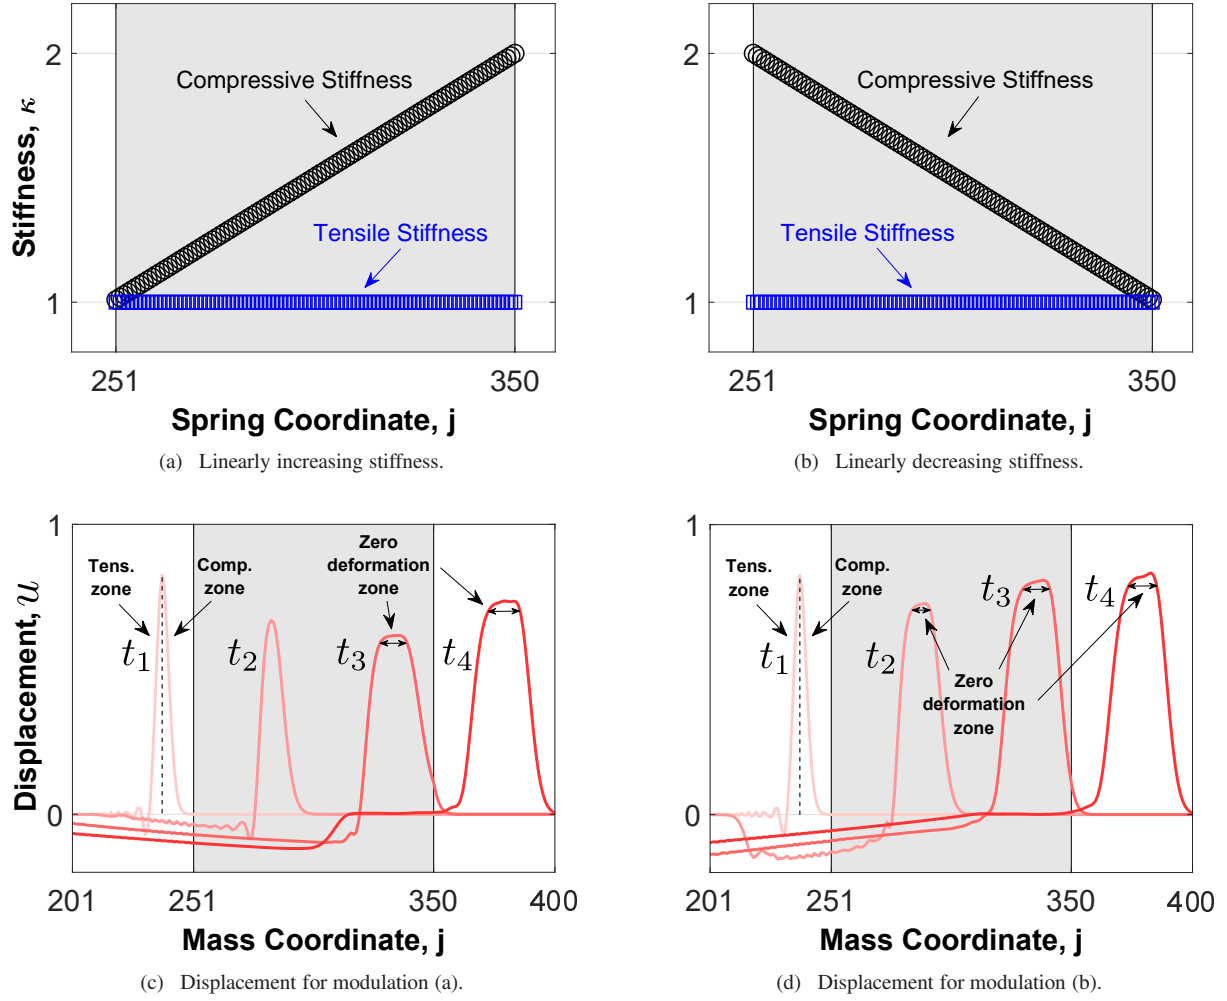 2
Compressive Stiffness
Stiffness, κ
Tensile Stiffness
1
251
350
Spring Coordinate, j
(a) Linearly increasing stiffness.
2
Compressive Stiffness
Tensile Stiffness
1
251
350
Spring Coordinate, j
(b) Linearly decreasing stiffness.
1
Tens.
zone
Comp.
zone
Zero
deformation
zone
t1
t2
t3
t4
Displacement, u
0
201
251
350
400
Mass Coordinate, j
(c) Displacement for modulation (a).
1
Tens.
zone
Comp.
zone
t1
t2
t3
t4
Zero
deformation
zone
0
201
251
350
400
Mass Coordinate, j
(d) Displacement for modulation (b).